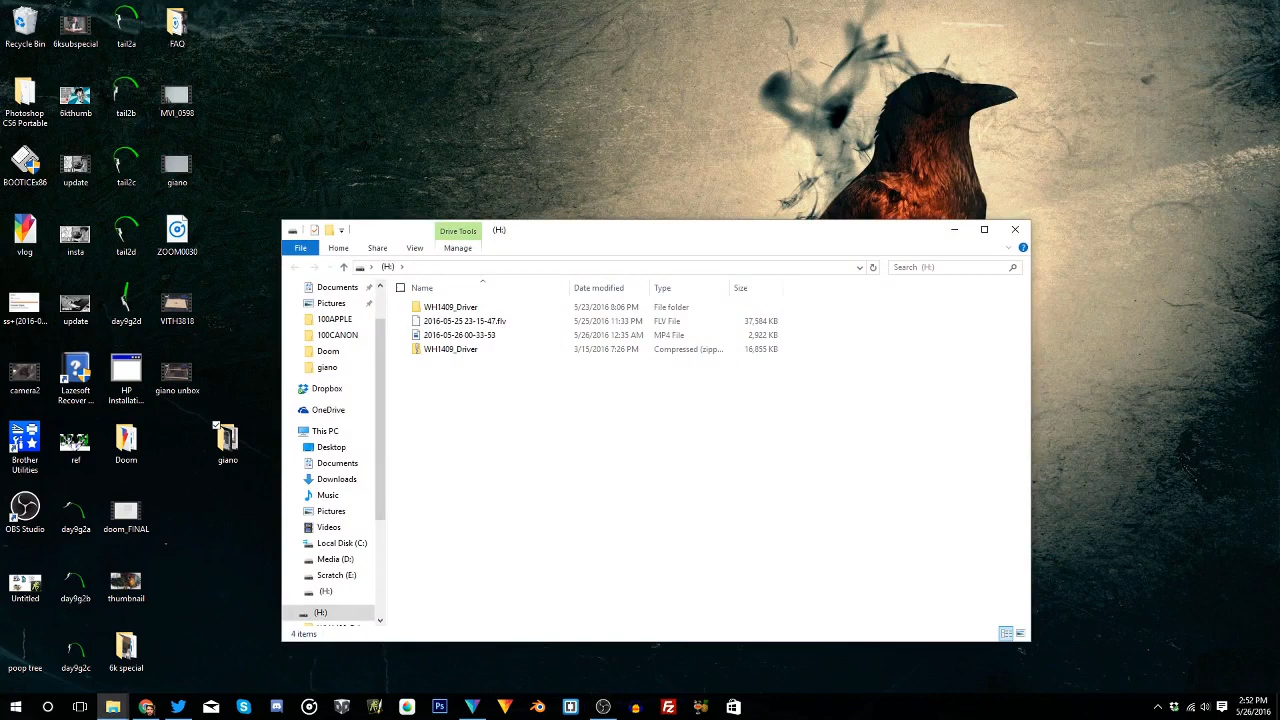 Recycle Bin
6ksubspecial
tail2a
FAQ
Photoshop
CS6 Portable
6kthumb
tail2b
MVI_0598
BOOTICEx86
update
tail2c
giano
vlog
insta
tail2d
ZOOM0030
ss+(2016-0...
update
day9g2d
VITH3818
camera2
Lazesoft
Recover ...
HP
Installati...
giano unbox
Brother
Utilities
ref
Doom
giano
OBS Studio
day9g2a
doom_FINAL
Untitled
day9g2b
thumbnail
poop tree
day9g2c
6k special
Drive Tools
(H:)
File
Home
Share
View
Manage
(H:)
Search (H:)
Documents
Pictures
100APPLE
100CANON
Doom
giano
Dropbox
OneDrive
This PC
Desktop
Documents
Downloads
Music
Pictures
Videos
Local Disk (C:)
Media (D:)
Scratch (E:)
(H:)
(H:)
Name Date modified Type Size
WH1409_Driver 5/23/2016 8:06 PM File folder
2016-05-25 23-15-47.flv 5/25/2016 11:33 PM FLV File 37,584 KB
2016-05-26 00-33-53 5/26/2016 12:35 AM MP4 File 2,922 KB
WH1409_Driver 3/15/2016 7:26 PM Compressed (zipp... 16,855 KB
4 items
Ps
2:52 PM
5/26/2016